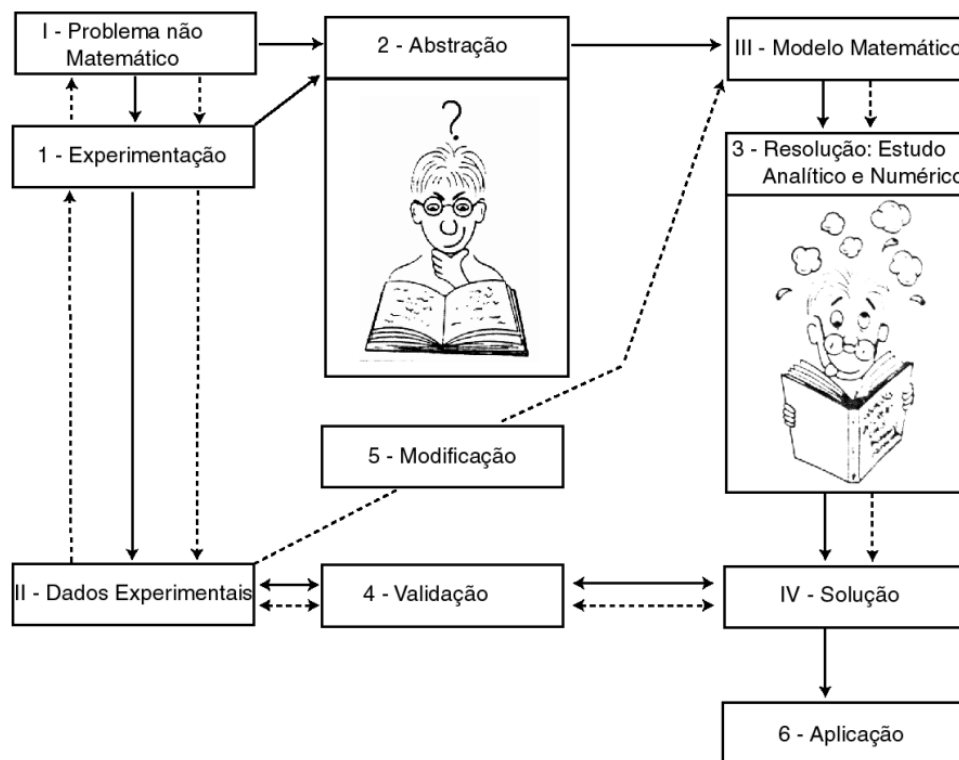 I - Problema não
Matemático
2 - Abstração
III - Modelo Matemático
1 - Experimentação
3 - Resolução: Estudo
Analítico e Numérico
?
5 - Modificação
II - Dados Experimentais
4 - Validação
IV - Solução
6 - Aplicação